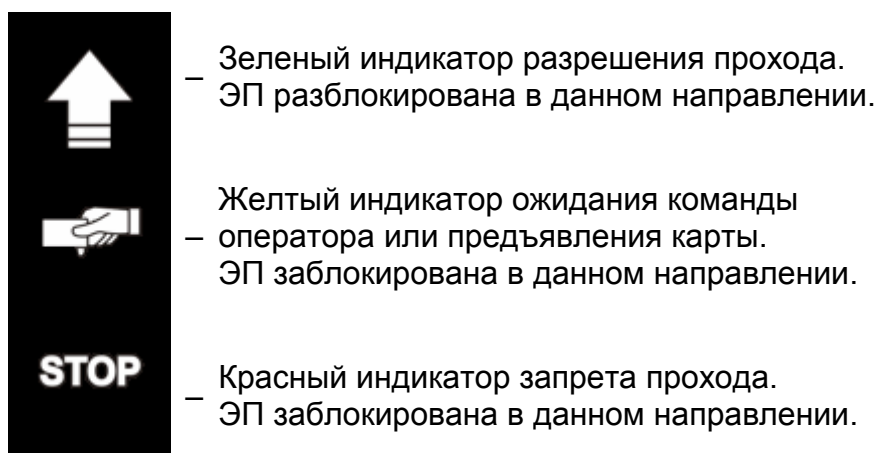 – Зеленый индикатор разрешения прохода.
ЭП разблокирована в данном направлении.
Желтый индикатор ожидания команды
– оператора или предъявления карты.
ЭП заблокирована в данном направлении.
STOP
– Красный индикатор запрета прохода.
ЭП заблокирована в данном направлении.